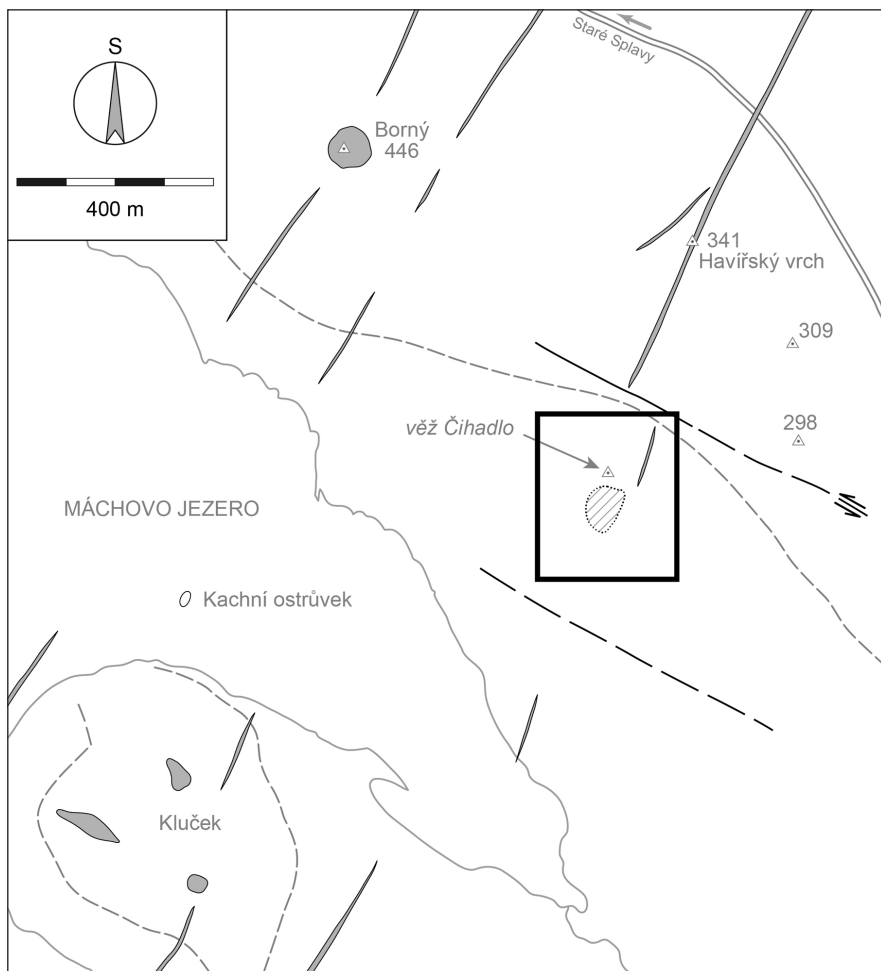 S
400 m
Staré Splavy
Borný
446
341
Havířský vrch
309
298
věž Čihadlo
MÁCHOVO JEZERO
Kachní ostrůvek
Kluček